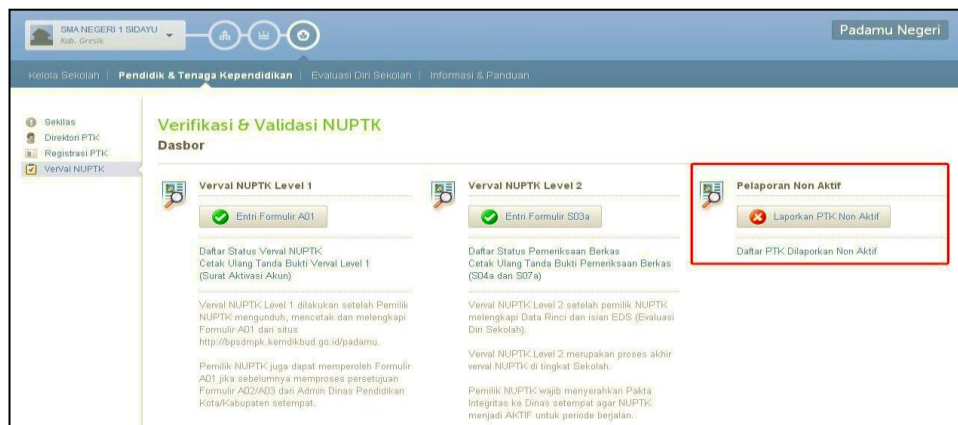 SMA NEGERI 1 SIDAYU
Kab. Gresik
Padamu Negeri
Kelola Sekolah | Pendidik & Tenaga Kependidikan | Evaluasi Diri Sekolah | Informasi & Panduan
Sekilas
Direktori PTK
Registrasi PTK
VerVal NUPTK
Verifikasi & Validasi NUPTK
Dasbor
Verval NUPTK Level 1
Entri Formulir A01
Daftar Status Verval NUPTK
Cetak Ulang Tanda Bukti Verval Level 1
(Surat Aktivasi Akun)
Verval NUPTK Level 1 dilakukan setelah Pemilik
NUPTK mengunduh, mencetak dan melengkapi
Formulir A01 dari situs
http://bpsdmpk.kemdikbud.go.id/padamu.
Pemilik NUPTK juga dapat memperoleh Formulir
A01 jika sebelumnya memproses persetujuan
Formulir A02/A03 dari Admin Dinas Pendidikan
Kota/Kabupaten setempat.
Verval NUPTK Level 2
Entri Formulir S03a
Daftar Status Pemeriksaan Berkas
Cetak Ulang Tanda Bukti Pemeriksaan Berkas
(S04a dan S07a)
Verval NUPTK Level 2 setelah pemilik NUPTK
melengkapi Data Rinci dan isian EDS (Evaluasi
Diri Sekolah).
Verval NUPTK Level 2 merupakan proses akhir
verval NUPTK di tingkat Sekolah.
Pemilik NUPTK wajib menyerahkan Pakta
Integritas ke Dinas setempat agar NUPTK
menjadi AKTIF untuk periode berjalan.
Pelaporan Non Aktif
Laporkan PTK Non Aktif
Daftar PTK Dilaporkan Non Aktif